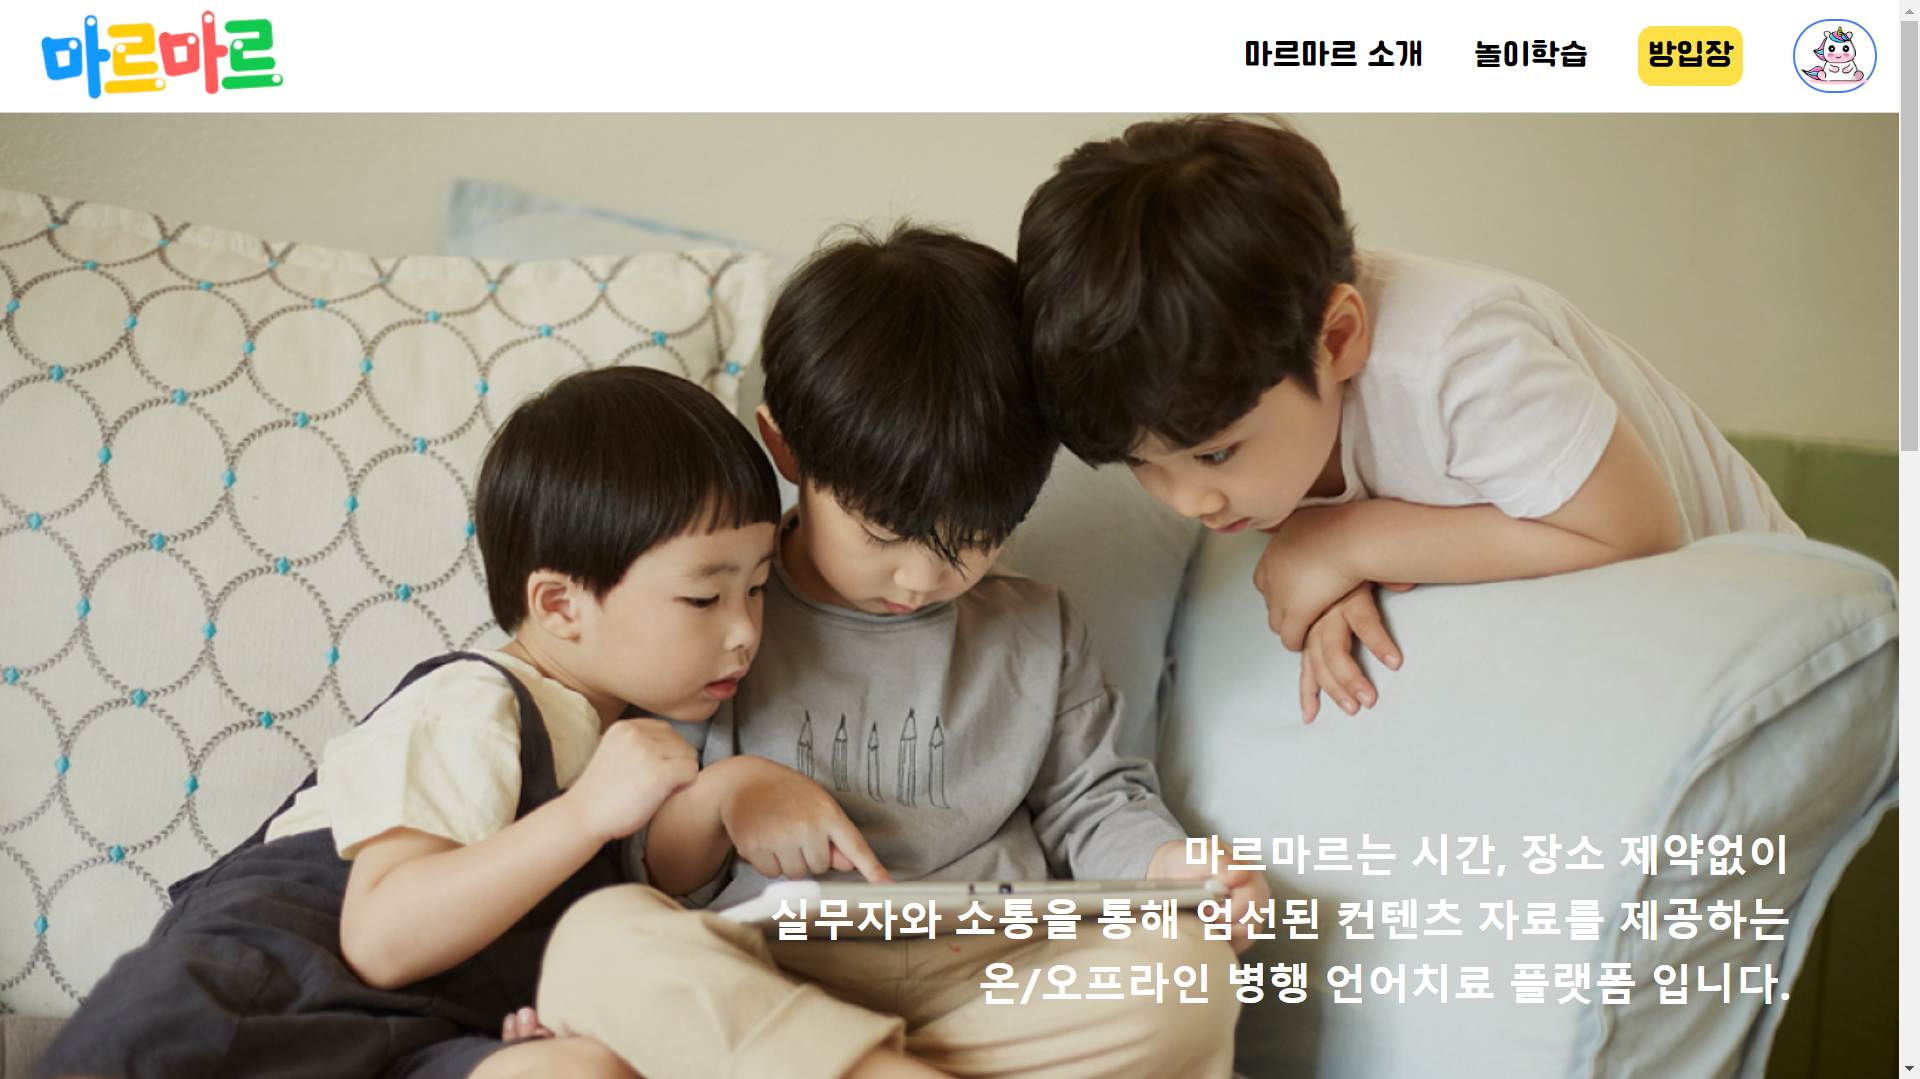 마르마르
마르마르 소개
놀이학습
방입장
마르마르는 시간, 장소 제약없이
실무자와 소통을 통해 엄선된 컨텐츠 자료를 제공하는
온/오프라인 병행 언어치료 플랫폼 입니다.